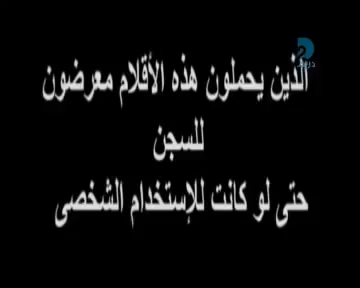 الذين يحملون هذه الأقلام معرضون
للسجن
حتى لو كانت للإستخدام الشخصى